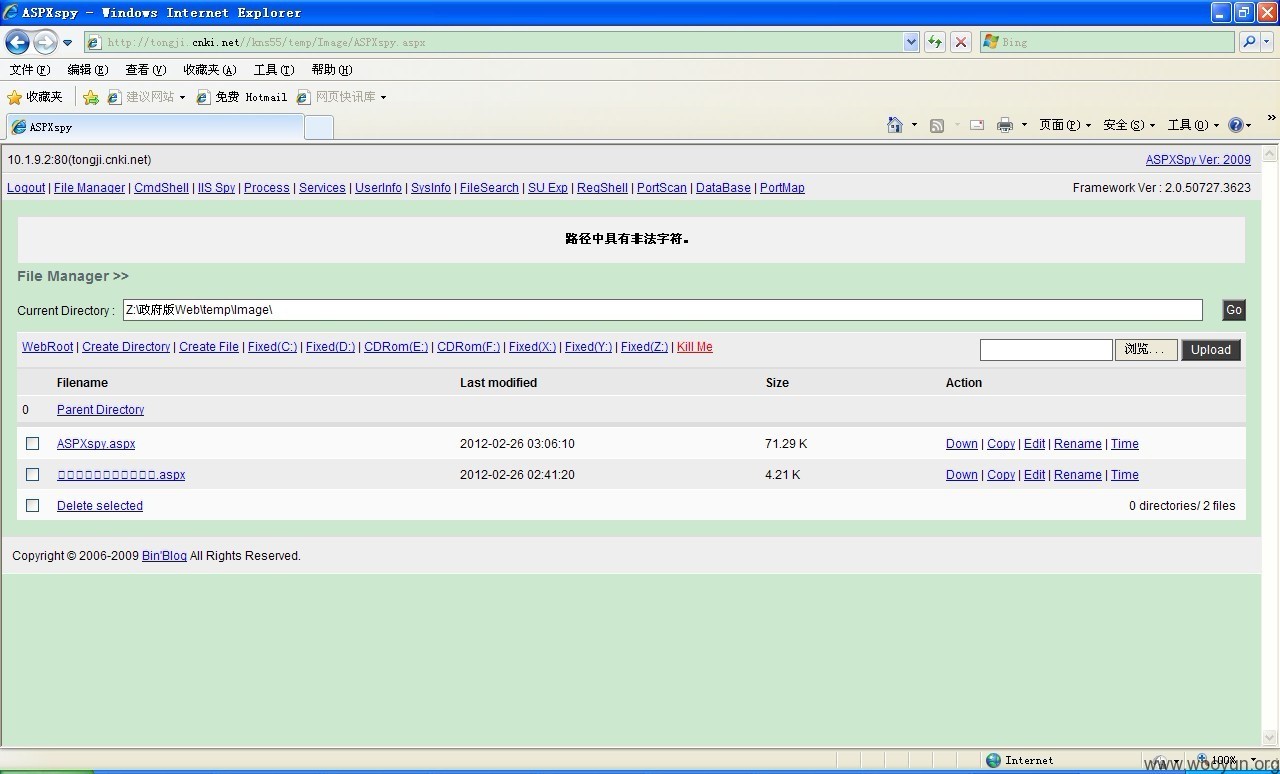 ASPXspy - Windows Internet Explorer
http://tongji.cnki.net//kns55/temp/Image/ASPXspy.aspx
Bing
文件(F) 编辑(E) 查看(V) 收藏夹(A) 工具(T) 帮助(H)
收藏夹 建议网站 免费 Hotmail 网页快讯库
ASPXspy 页面(P) 安全(S) 工具(O)
10.1.9.2:80(tongji.cnki.net) ASPXSpy Ver: 2009
Logout | File Manager | CmdShell | IIS Spy | Process | Services | UserInfo | SysInfo | FileSearch | SU Exp | RegShell | PortScan | DataBase | PortMap Framework Ver : 2.0.50727.3623
路径中具有非法字符。
File Manager >>
Current Directory : Z:\政府版Web\temp\Image\ Go
WebRoot | Create Directory | Create File | Fixed(C:) | Fixed(D:) | CDRom(E:) | CDRom(F:) | Fixed(X:) | Fixed(Y:) | Fixed(Z:) | Kill Me 浏览... Upload
Filename Last modified Size Action
0 Parent Directory
ASPXspy.aspx 2012-02-26 03:06:10 71.29 K Down | Copy | Edit | Rename | Time
□□□□□□□□□□□.aspx 2012-02-26 02:41:20 4.21 K Down | Copy | Edit | Rename | Time
Delete selected 0 directories/ 2 files
Copyright © 2006-2009 Bin'Blog All Rights Reserved.
Internet 100%
www.wooyun.org